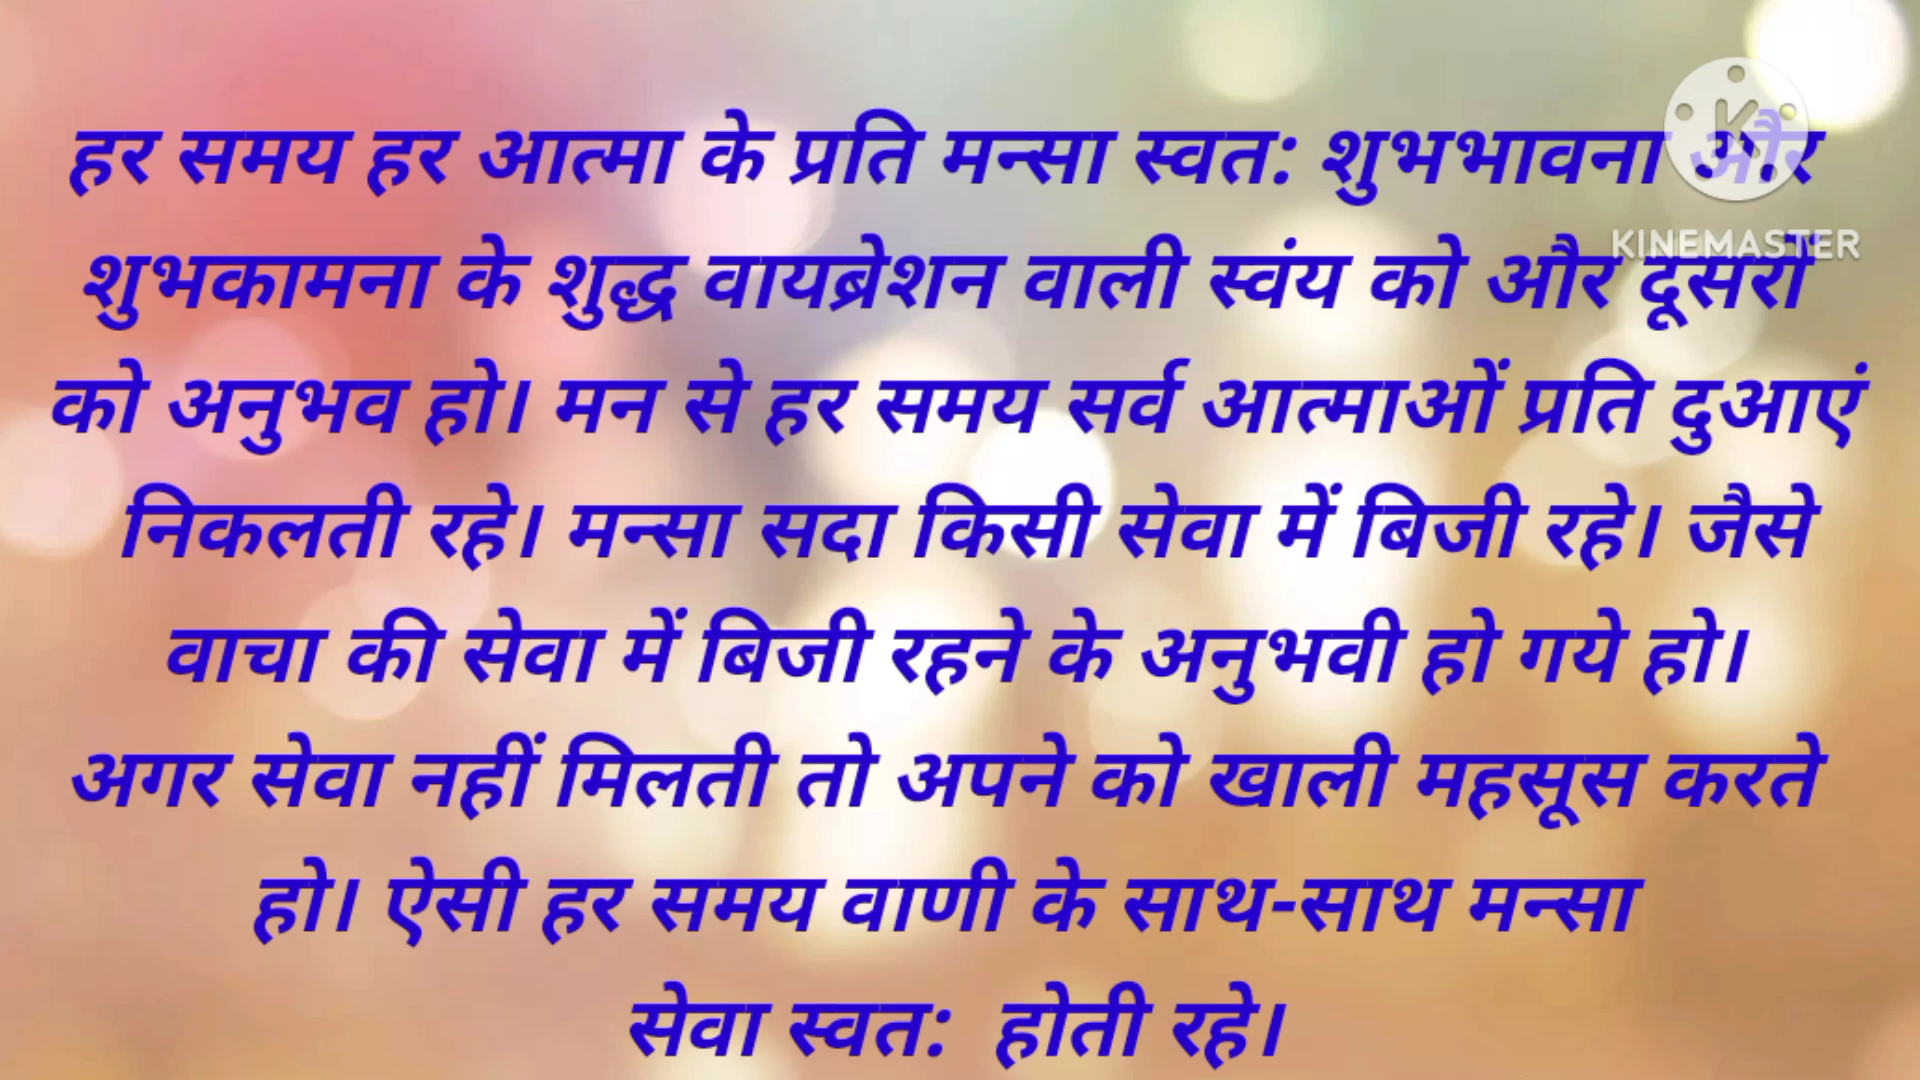 हर समय हर आत्मा के प्रति मन्सा स्वत: शुभभावना और
शुभकामना के शुद्ध वायब्रेशन वाली स्वंय को और दूसरों
को अनुभव हो। मन से हर समय सर्व आत्माओं प्रति दुआएं
निकलती रहे। मन्सा सदा किसी सेवा में बिजी रहे। जैसे
वाचा की सेवा में बिजी रहने के अनुभवी हो गये हो।
अगर सेवा नहीं मिलती तो अपने को खाली महसूस करते
हो। ऐसी हर समय वाणी के साथ-साथ मन्सा
सेवा स्वत: होती रहे।
K
KINEMASTER